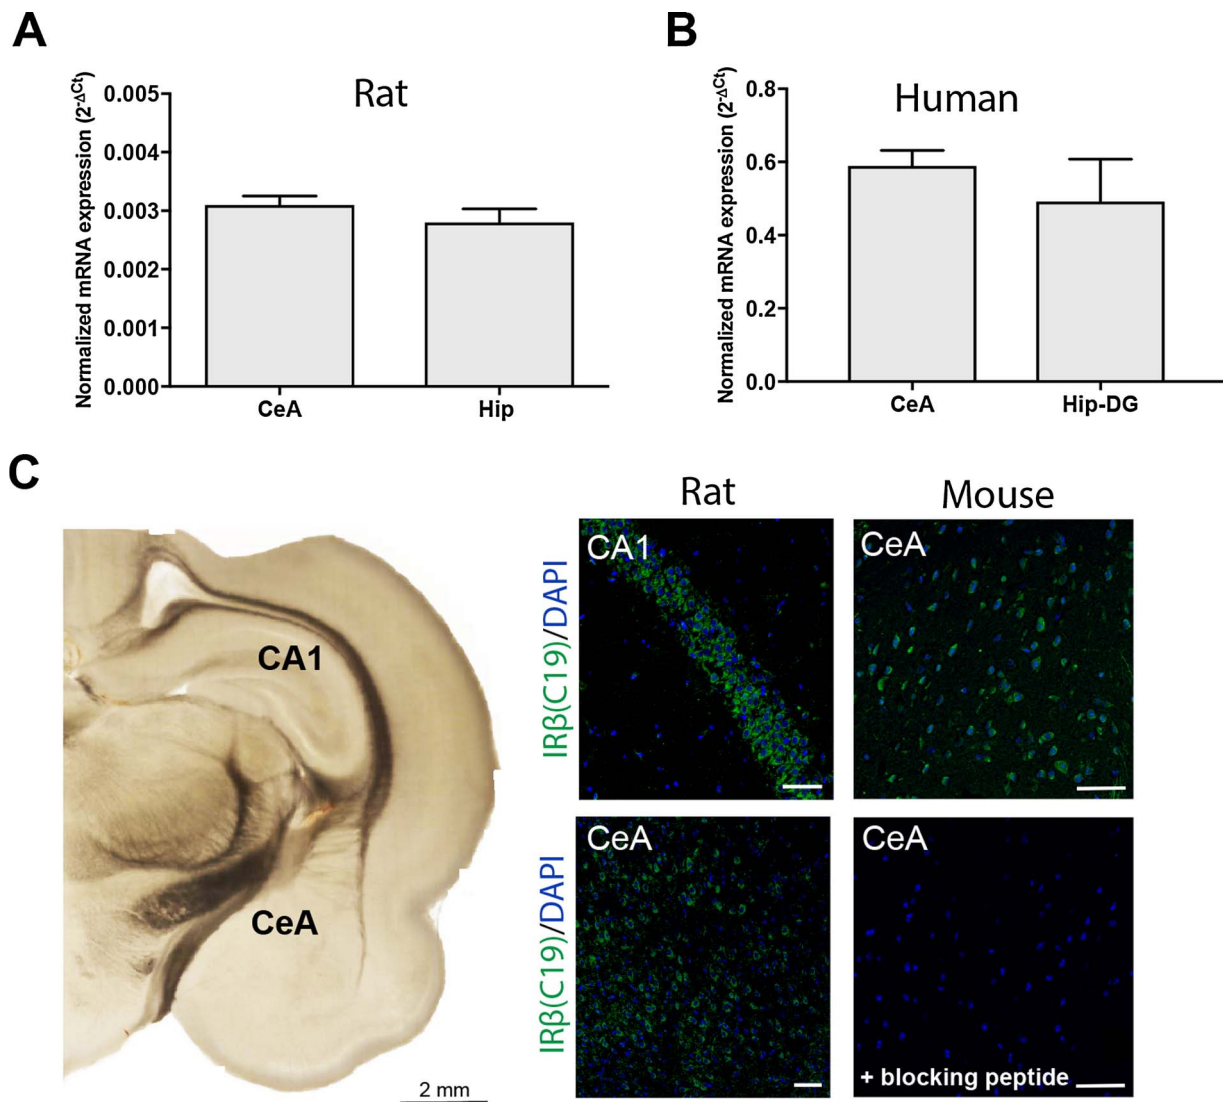 A
Rat
Normalized mRNA expression (2-ΔCt)
0.005
0.004
0.003
0.002
0.001
0.000
CeA
Hip
B
Human
Normalized mRNA expression (2-ΔCt)
0.8
0.6
0.4
0.2
0.0
CeA
Hip-DG
C
CA1
CeA
2 mm
Rat
Mouse
IRβ(C19)/DAPI
CA1
CeA
IRβ(C19)/DAPI
CeA
CeA
+ blocking peptide